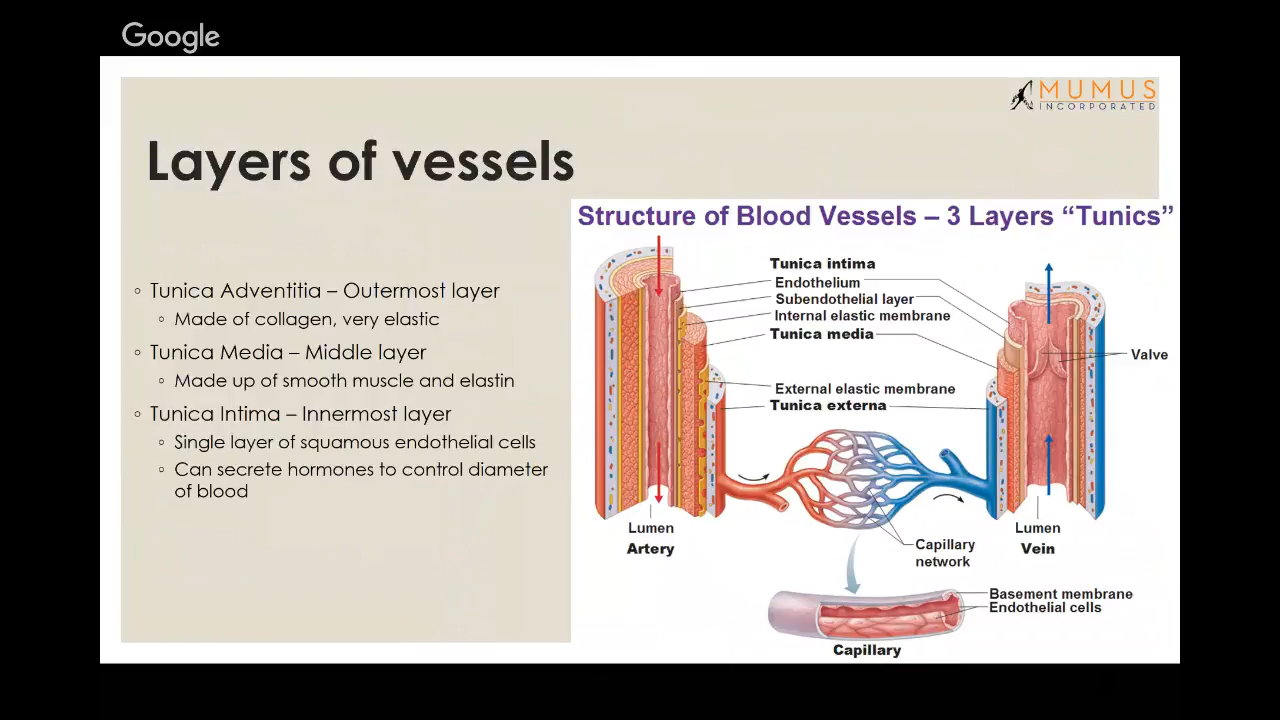 Google
MUMUS
INCORPORATED
Layers of vessels
◦ Tunica Adventitia – Outermost layer
◦ Made of collagen, very elastic
◦ Tunica Media – Middle layer
◦ Made up of smooth muscle and elastin
◦ Tunica Intima – Innermost layer
◦ Single layer of squamous endothelial cells
◦ Can secrete hormones to control diameter
of blood
Structure of Blood Vessels – 3 Layers “Tunics”
Tunica intima
Endothelium
Subendothelial layer
Internal elastic membrane
Tunica media
Valve
External elastic membrane
Tunica externa
Lumen
Artery
Lumen
Vein
Capillary
network
Basement membrane
Endothelial cells
Capillary